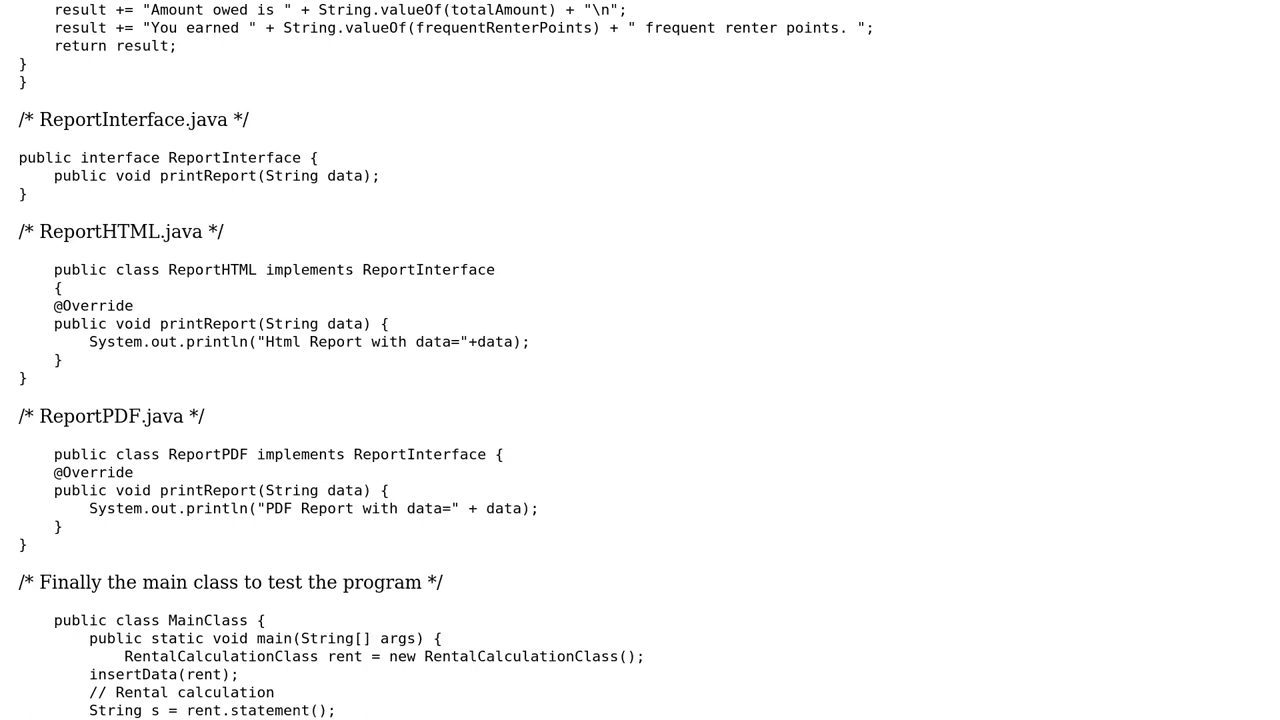 result += "Amount owed is " + String.valueOf(totalAmount) + "\n";
    result += "You earned " + String.valueOf(frequentRenterPoints) + " frequent renter points. ";
    return result;
}
}
/* ReportInterface.java */
public interface ReportInterface {
    public void printReport(String data);
}
/* ReportHTML.java */
    public class ReportHTML implements ReportInterface
    {
    @Override
    public void printReport(String data) {
        System.out.println("Html Report with data="+data);
    }
}
/* ReportPDF.java */
    public class ReportPDF implements ReportInterface {
    @Override
    public void printReport(String data) {
        System.out.println("PDF Report with data=" + data);
    }
}
/* Finally the main class to test the program */
    public class MainClass {
        public static void main(String[] args) {
            RentalCalculationClass rent = new RentalCalculationClass();
        insertData(rent);
        // Rental calculation
        String s = rent.statement();